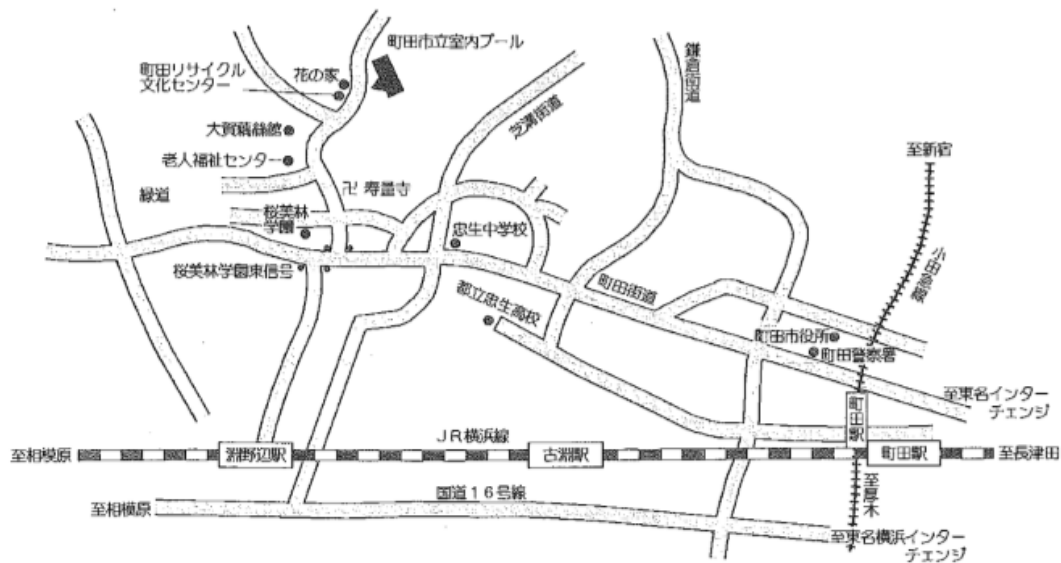 町田市立室内プール
町田リサイクル
文化センター
花の家
大賀藕絲館
老人福祉センター
緑道
卍 寿量寺
桜美林
学園
桜美林学園東信号
芝溝街道
鎌倉街道
忠生中学校
都立忠生高校
町田街道
至新宿
小田急線
町田市役所
町田警察署
至東名インター
チェンジ
町田駅
JR横浜線
至相模原
淵野辺駅
古淵駅
町田駅
至長津田
至厚木
国道16号線
至相模原
至東名横浜インター
チェンジ